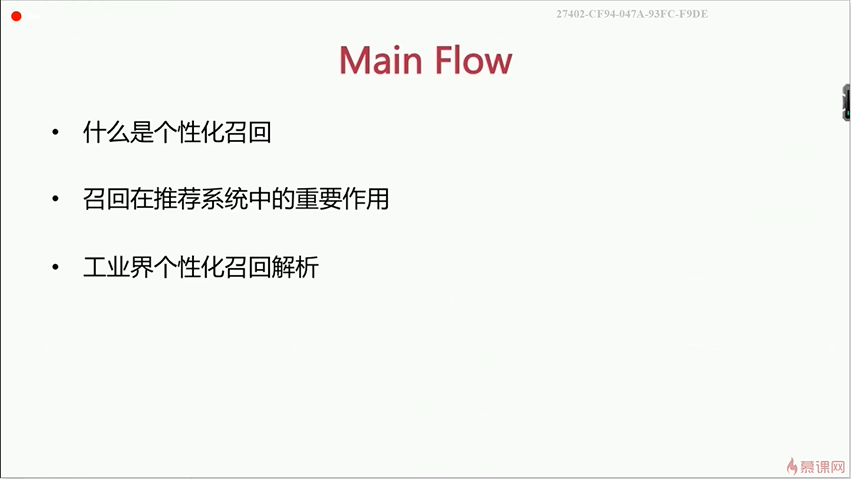 27402-CF94-047A-93FC-F9DE
Main Flow
• 什么是个性化召回
• 召回在推荐系统中的重要作用
• 工业界个性化召回解析
慕课网